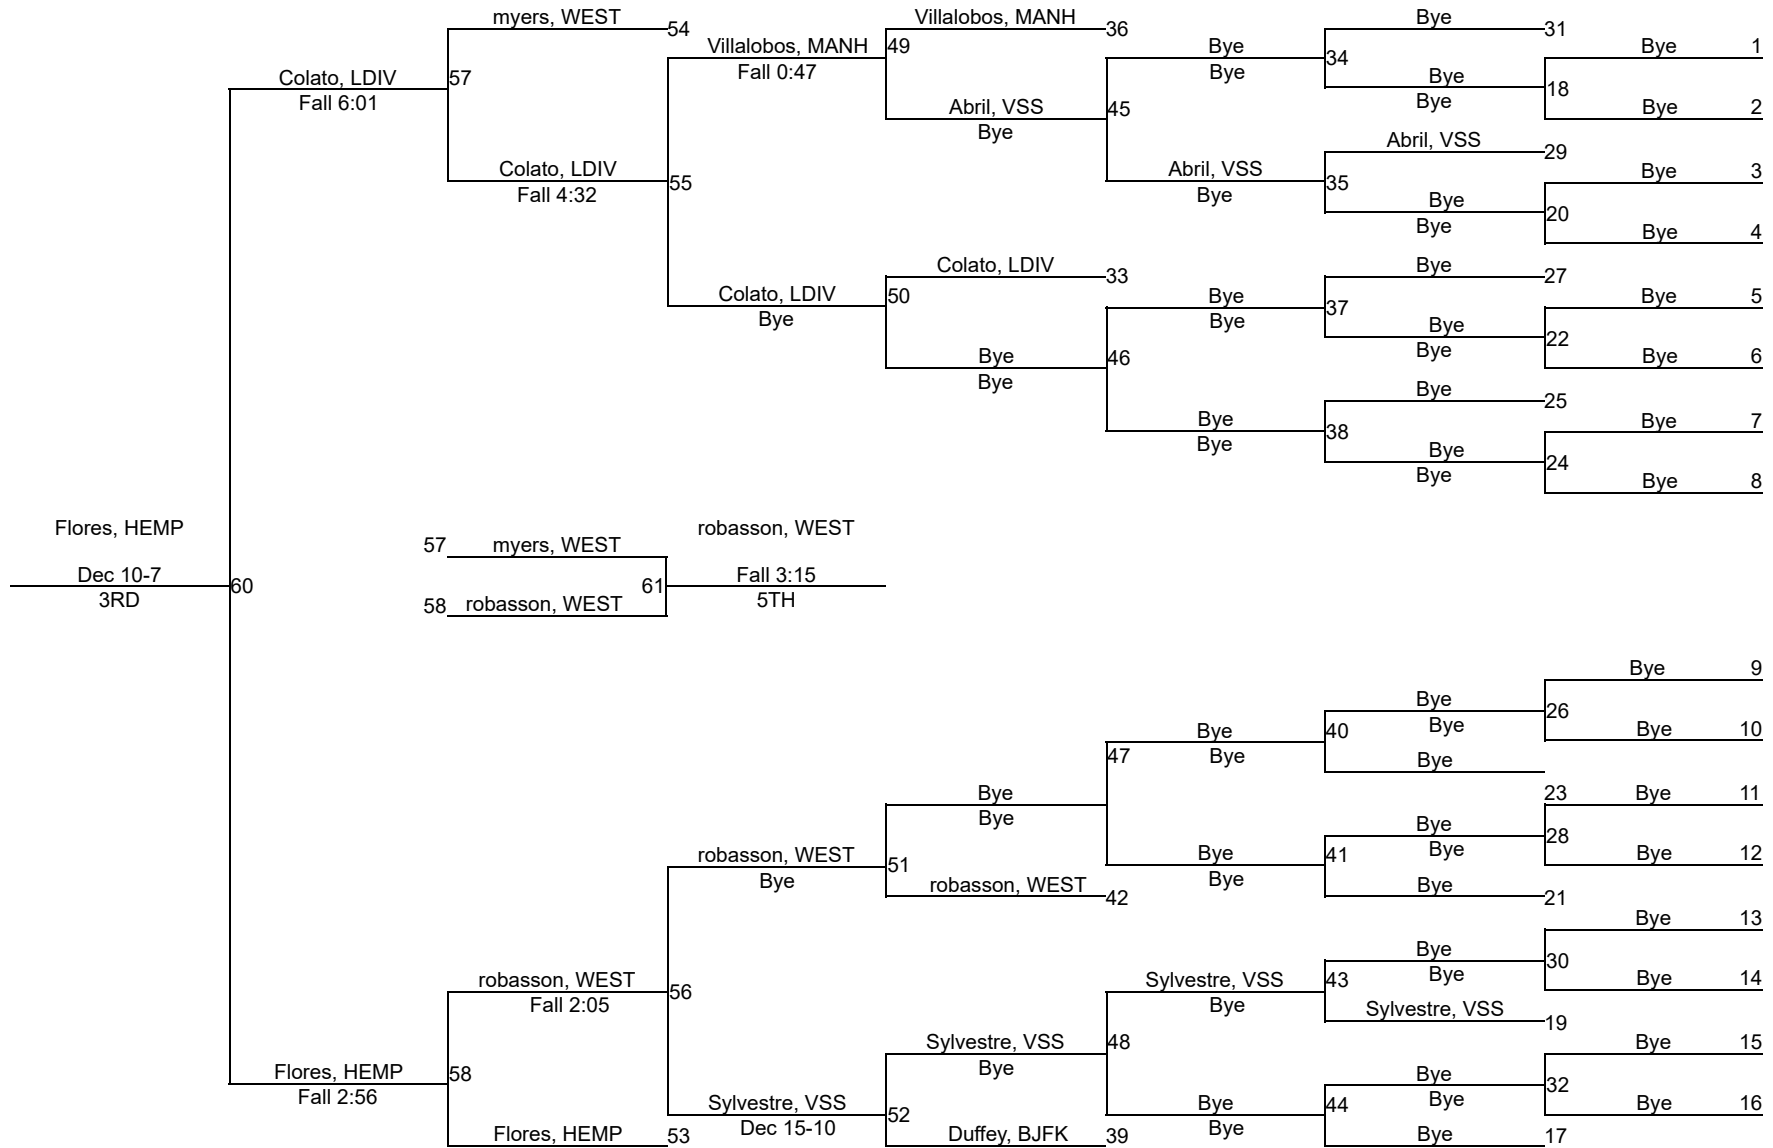 myers, WEST
54
Villalobos, MANH
49
Fall 0:47
Villalobos, MANH
36
Bye
34
Bye
Bye
31
Bye 1
Bye
18
Bye
Bye 2
Colato, LDIV
57
Fall 6:01
Abril, VSS
45
Bye
Abril, VSS
29
Colato, LDIV
55
Fall 4:32
Abril, VSS
35
Bye
Bye 3
Bye
20
Bye
Bye 4
Colato, LDIV
33
Bye
27
Colato, LDIV
50
Bye
Bye
37
Bye
Bye 5
Bye
22
Bye
Bye 6
Bye
46
Bye
Bye
25
Bye
38
Bye
Bye 7
Bye
24
Bye
Bye 8
Flores, HEMP
Dec 10-7
60
3RD
57 myers, WEST
61
58 robasson, WEST
robasson, WEST
Fall 3:15
5TH
Bye 9
Bye
26
Bye
Bye 10
Bye
40
Bye
47
Bye
23
Bye 11
Bye
Bye
Bye
28
Bye
Bye 12
robasson, WEST
51
Bye
Bye
41
Bye
robasson, WEST
42
Bye
21
Bye 13
Bye
30
Bye
Bye 14
robasson, WEST
56
Fall 2:05
Sylvestre, VSS
43
Bye
Sylvestre, VSS
19
Sylvestre, VSS
48
Bye
Bye 15
Flores, HEMP
58
Fall 2:56
Bye
32
Bye
Bye 16
Sylvestre, VSS
52
Dec 15-10
Bye
44
Bye
Flores, HEMP
53
Duffey, BJFK
39
Bye
17